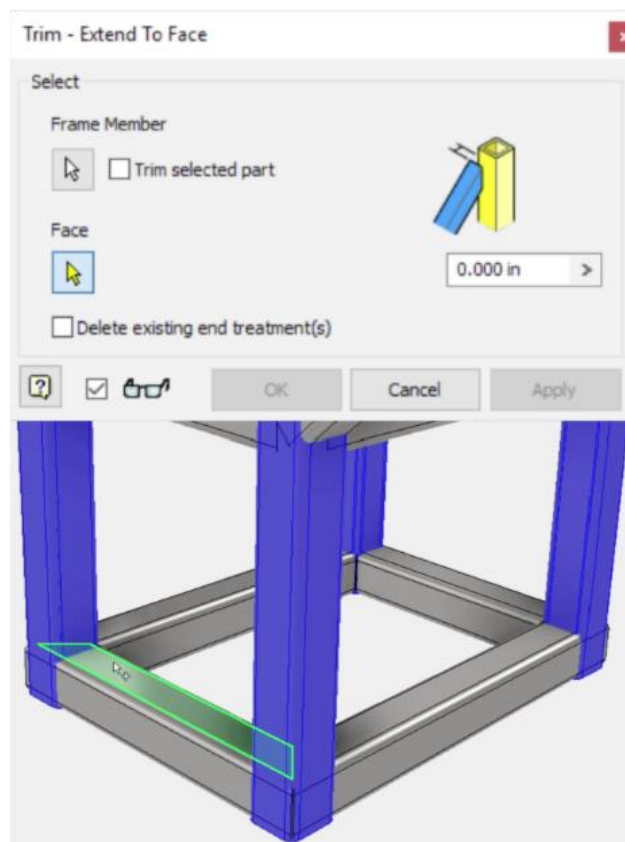 Trim - Extend To Face
Select
Frame Member
Trim selected part
Face
0.000 in >
Delete existing end treatment(s)
OK Cancel Apply